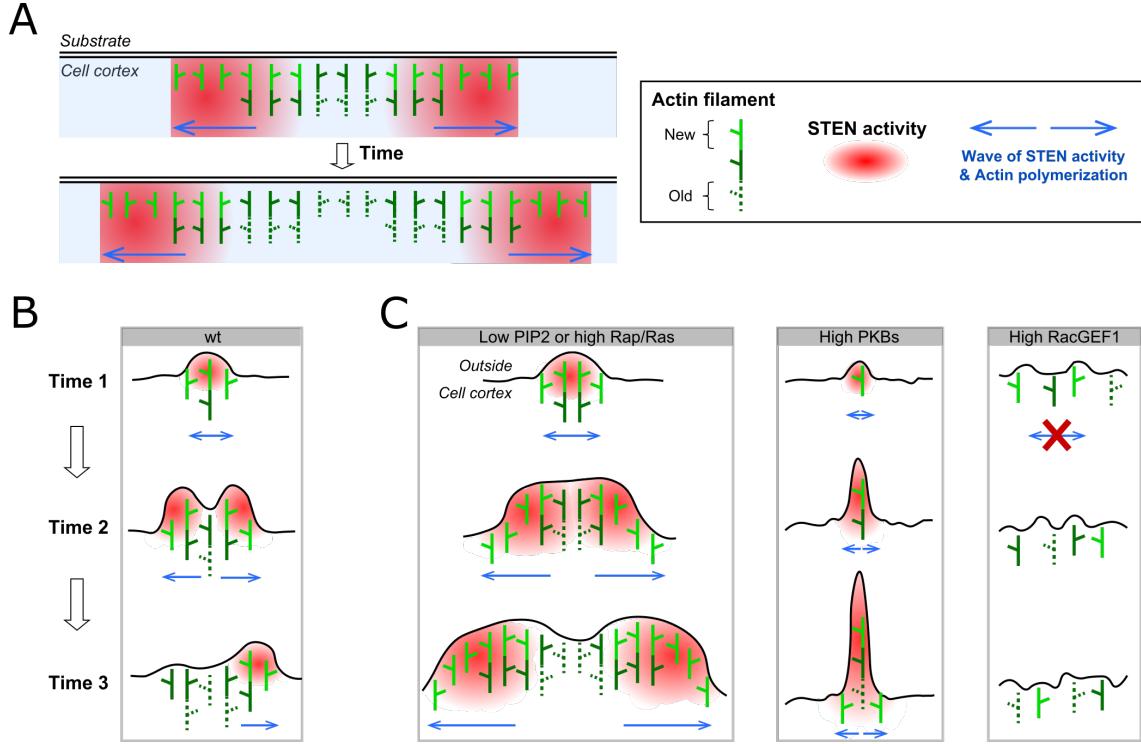 A
Substrate
Cell cortex
Time
Actin filament
New
Old
STEN activity
Wave of STEN activity
& Actin polymerization
B
wt
Time 1
Time 2
Time 3
C
Low PIP2 or high Rap/Ras
Outside
Cell cortex
High PKBs
High RacGEF1